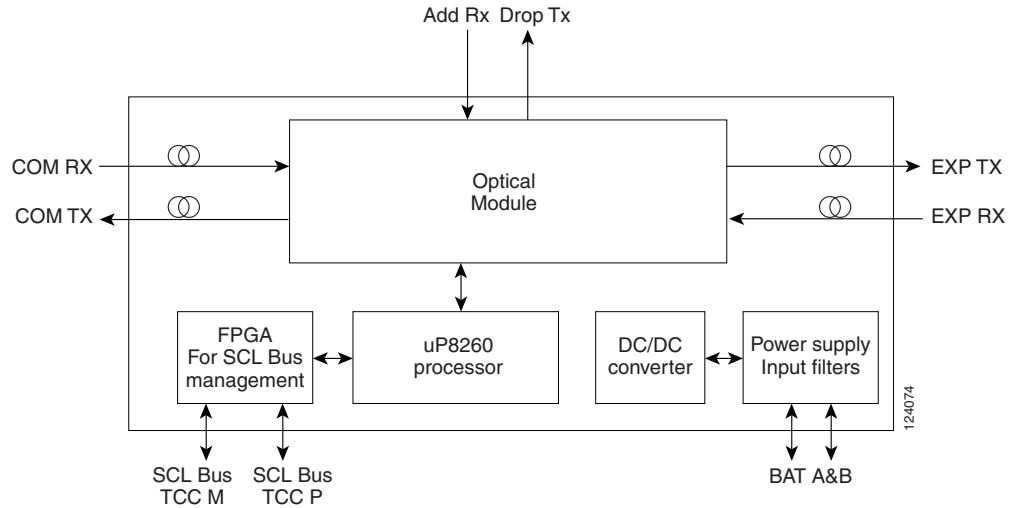 Add Rx Drop Tx
COM RX
COM TX
Optical
Module
EXP TX
EXP RX
FPGA
For SCL Bus
management
uP8260
processor
DC/DC
converter
Power supply
Input filters
124074
SCL Bus
TCC M
SCL Bus
TCC P
BAT A&B